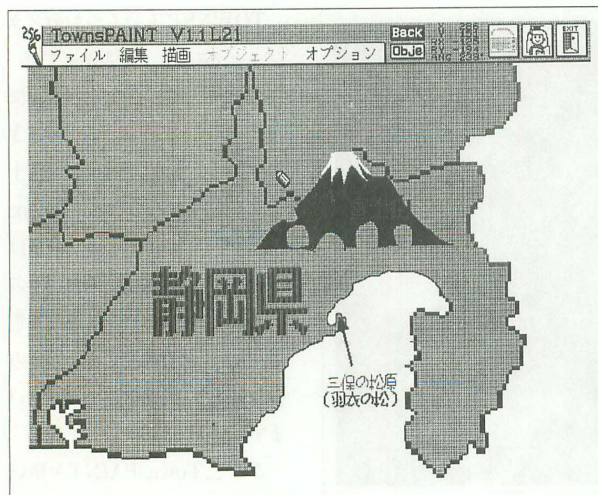 256
TownsPAINT V1.1 L21
Back
ファイル 編集 描画 オブジェクト オプション
Obje
EXIT
静岡県
三保の松原
(羽衣の松)